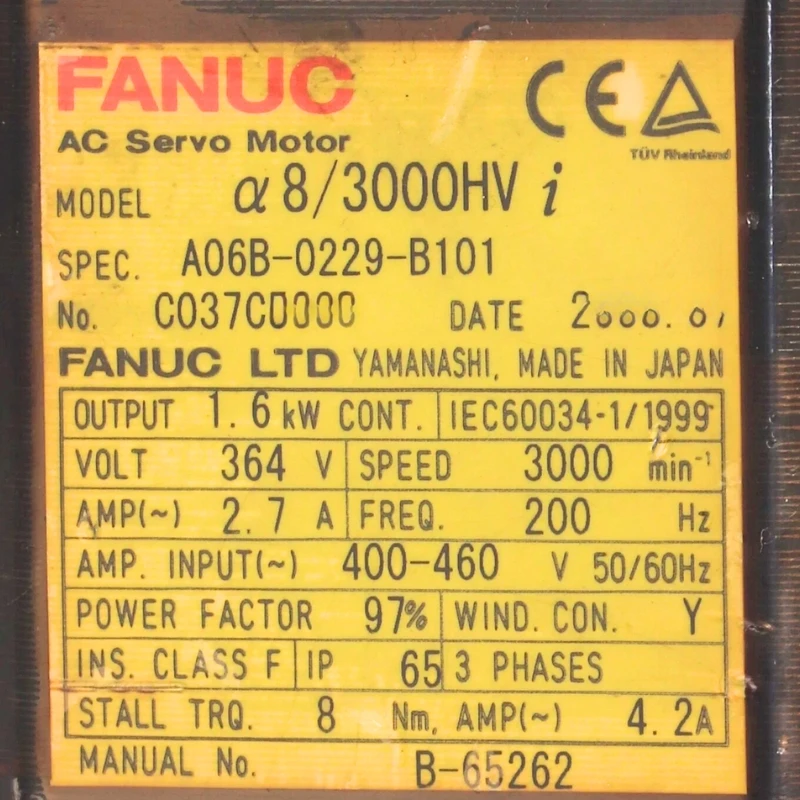 FANUC
CE
TÜV Rheinland
AC Servo Motor
MODEL α8/3000HV i
SPEC. A06B-0229-B101
No. DATE
FANUC LTD YAMANASHI, MADE IN JAPAN
OUTPUT 1.6 kW CONT. IEC60034-1/1999
VOLT 364 V SPEED 3000 min⁻¹
AMP(~) 2.7 A FREQ. 200 Hz
AMP. INPUT(~) 400-460 V 50/60Hz
POWER FACTOR 97% WIND. CON. Y
INS. CLASS F IP 65 3 PHASES
STALL TRQ. 8 Nm, AMP(~) 4.2A
MANUAL No. B-65262